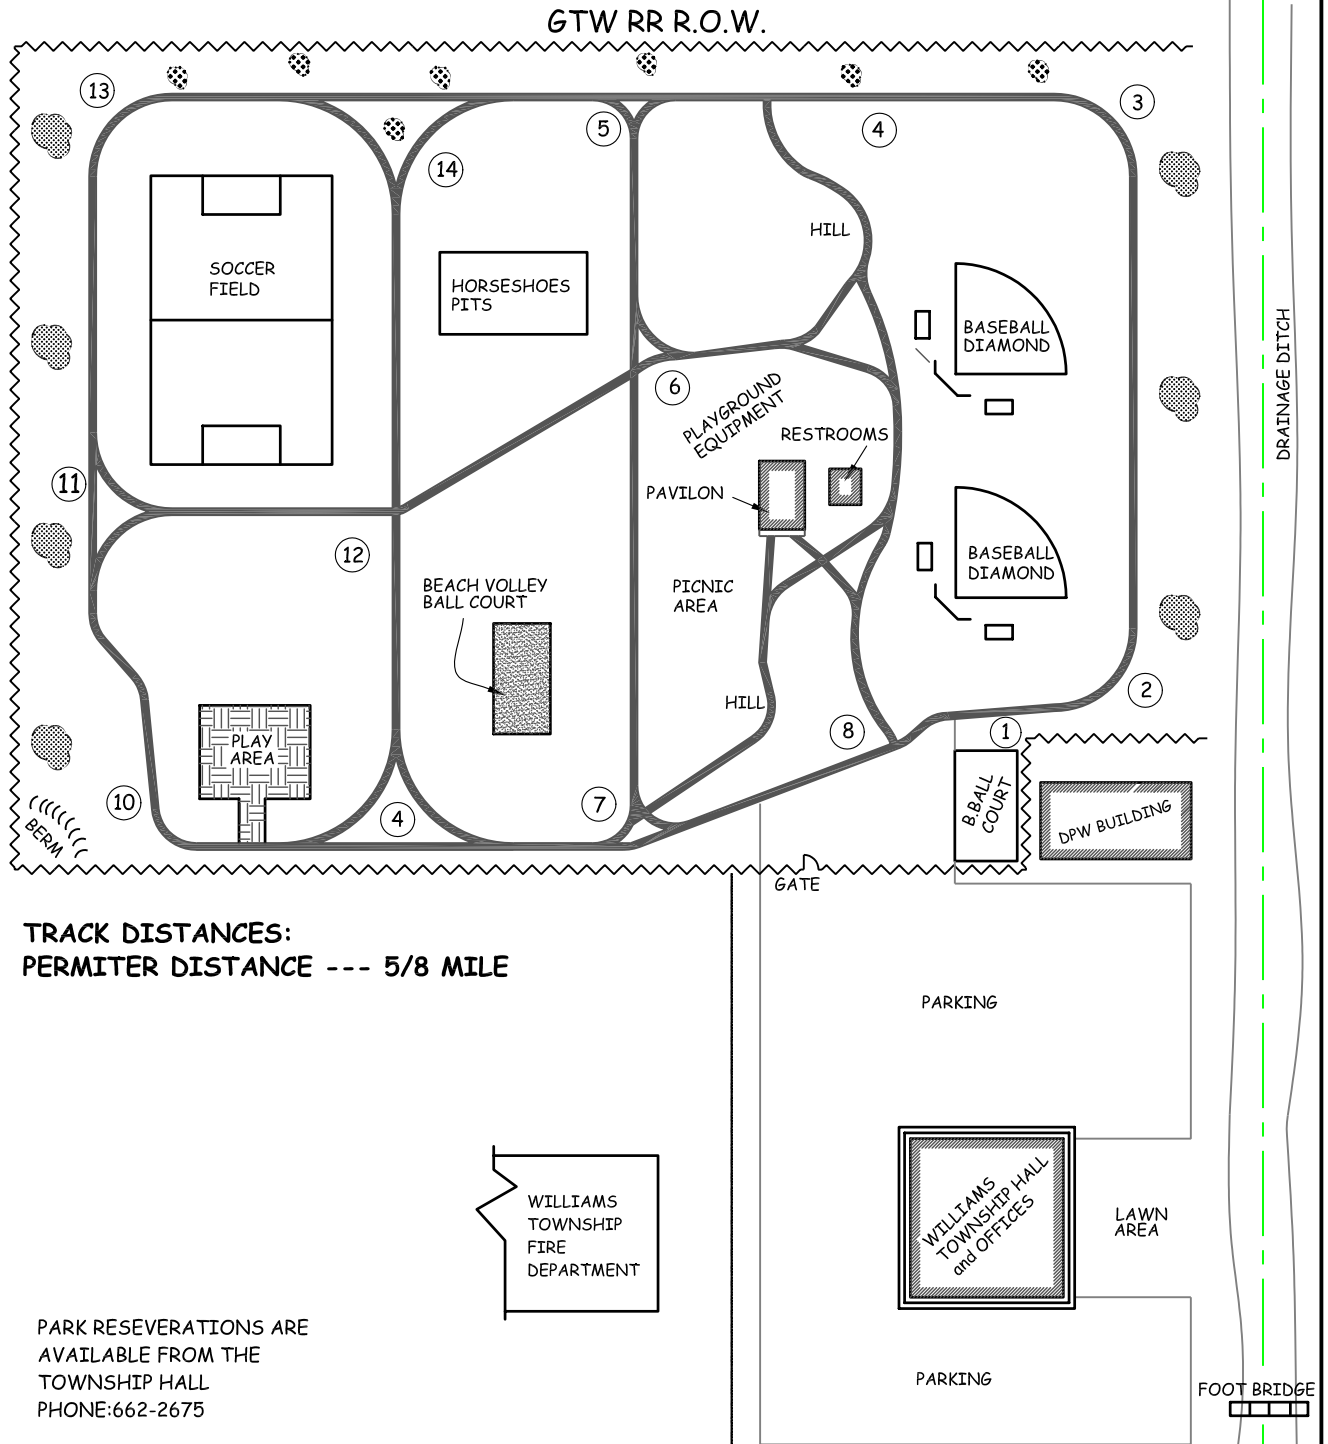 GTW RR R.O.W.
13
3
5
4
14
HILL
SOCCER
FIELD
HORSESHOES
PITS
BASEBALL
DIAMOND
DRAINAGE DITCH
6
PLAYGROUND
EQUIPMENT
RESTROOMS
11
PAVILON
12
BASEBALL
DIAMOND
BEACH VOLLEY
BALL COURT
PICNIC
AREA
2
HILL
8
1
PLAY
AREA
10
4
7
B.BALL
COURT
DPW BUILDING
BERM
GATE
TRACK DISTANCES:
PERMITER DISTANCE --- 5/8 MILE
PARKING
WILLIAMS
TOWNSHIP
FIRE
DEPARTMENT
WILLIAMS
TOWNSHIP HALL
and OFFICES
LAWN
AREA
PARK RESEVERATIONS ARE
AVAILABLE FROM THE
TOWNSHIP HALL
PHONE:662-2675
PARKING
FOOT BRIDGE